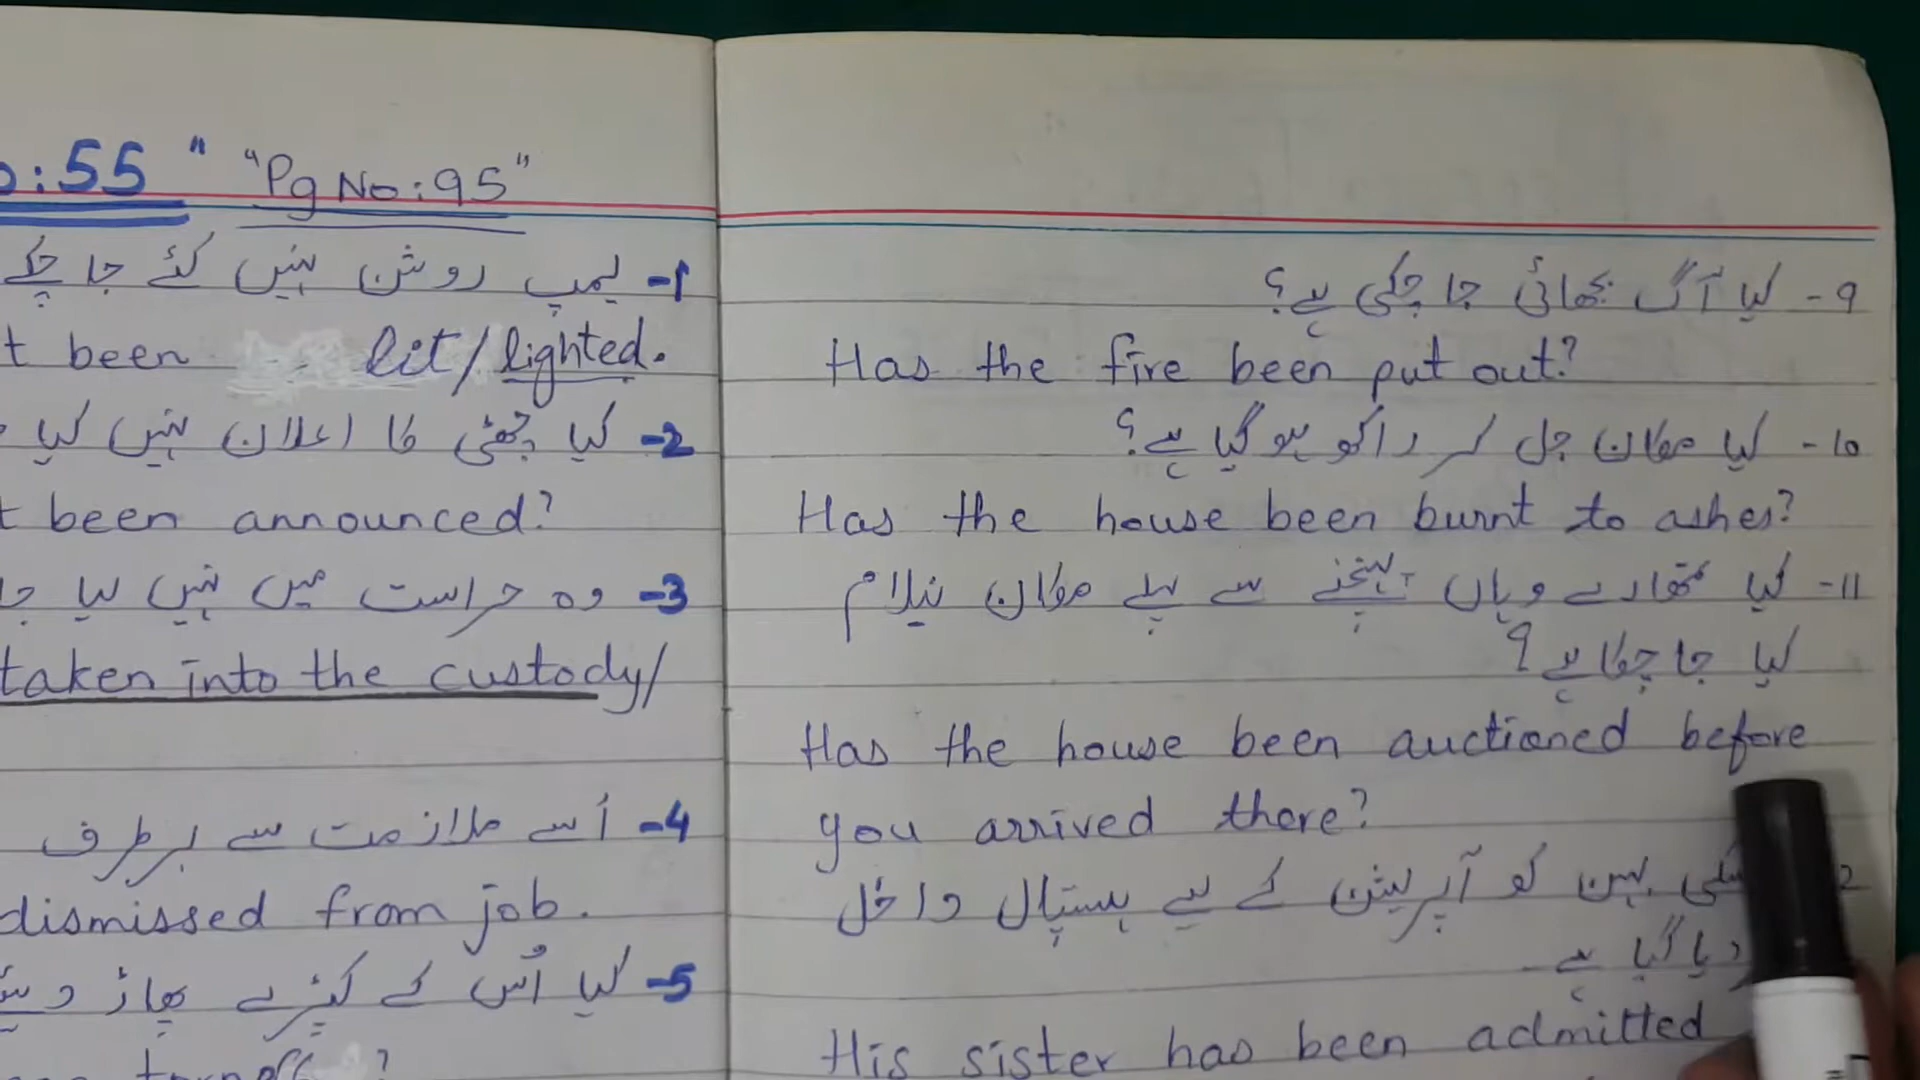 :55 " "Pg No:95"
1- لیمپ روشن نہیں کئے جا چکے
t been lit/lighted.
2- کیا چھٹی کا اعلان نہیں کیا
t been announced?
3- وہ حراست میں نہیں لیا جا
taken into the custody/
4- اُسے ملازمت سے برطرف
dismissed from job.
5- کیا اُس کے کپڑے پھاڑ
?
9- کیا آگ بجھائی جا چکی ہے؟
Has the fire been put out?
10- کیا مکان جل کر راکھ ہو گیا ہے؟
Has the house been burnt to ashes?
11- کیا تمھارے وہاں پہنچنے سے پہلے مکان نیلام
کیا جا چکا ہے؟
Has the house been auctioned before
you arrived there?
بہن کو آپریشن کے لیے ہسپتال داخل
دیا گیا ہے
His sister has been admitted